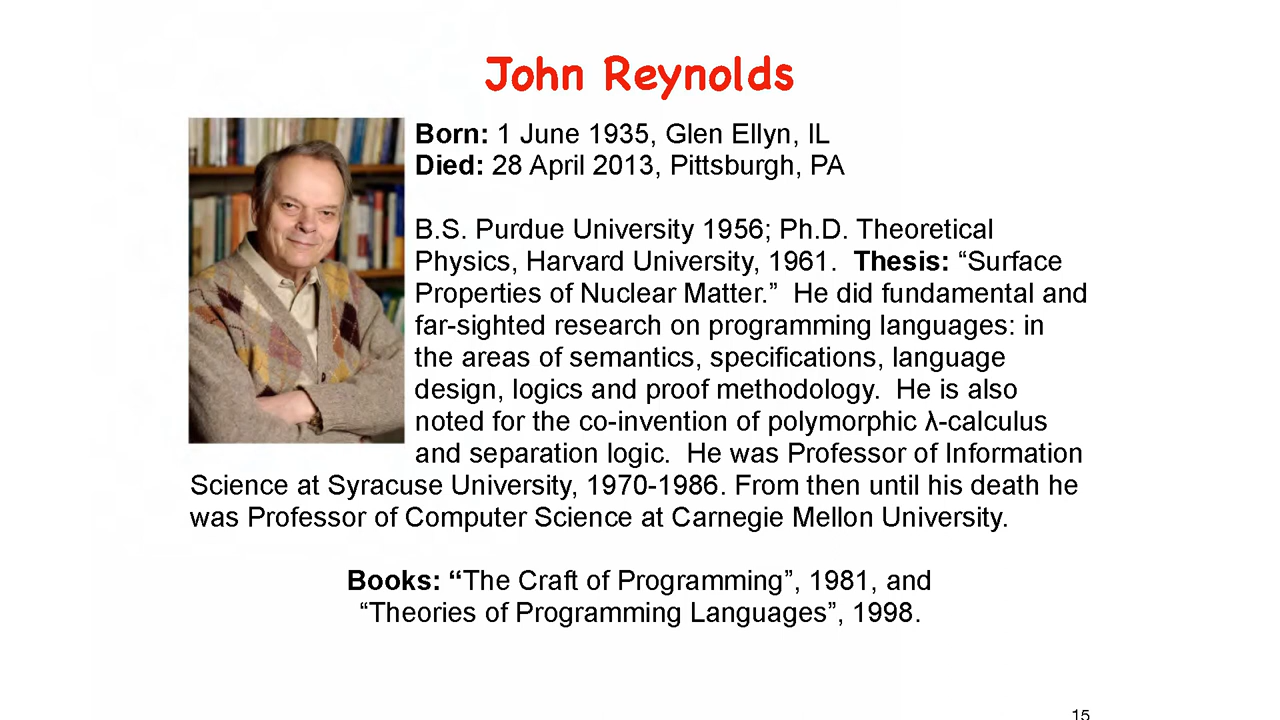 John Reynolds
Born: 1 June 1935, Glen Ellyn, IL
Died: 28 April 2013, Pittsburgh, PA
B.S. Purdue University 1956; Ph.D. Theoretical
Physics, Harvard University, 1961.  Thesis: “Surface
Properties of Nuclear Matter.”  He did fundamental and
far-sighted research on programming languages: in
the areas of semantics, specifications, language
design, logics and proof methodology.  He is also
noted for the co-invention of polymorphic λ-calculus
and separation logic.  He was Professor of Information
Science at Syracuse University, 1970-1986. From then until his death he
was Professor of Computer Science at Carnegie Mellon University.
Books: “The Craft of Programming”, 1981, and
“Theories of Programming Languages”, 1998.
15